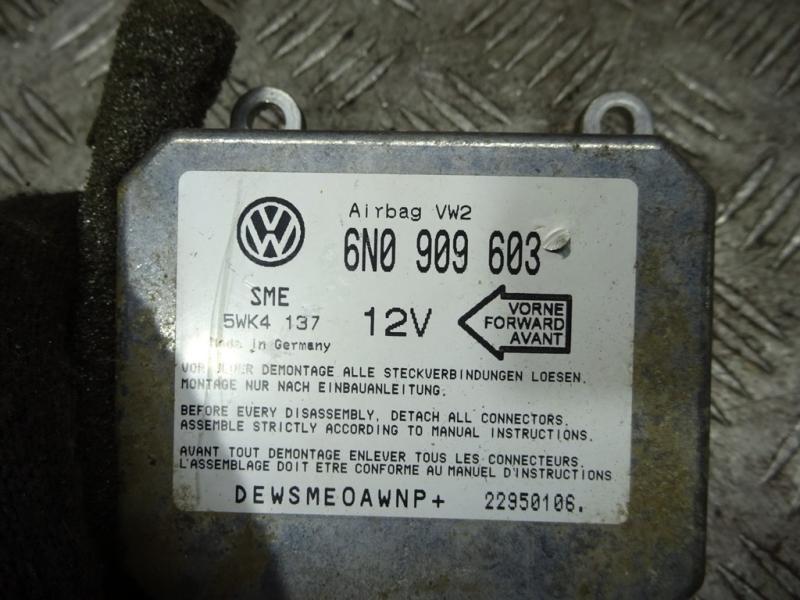 Airbag VW2
6N0 909 603
SME
5WK4 137
12V
VORNE
FORWARD
AVANT
in Germany
DEMONTAGE ALLE STECKVERBINDUNGEN LOESEN.
MONTAGE NUR NACH EINBAUANLEITUNG.
BEFORE EVERY DISASSEMBLY, DETACH ALL CONNECTORS.
ASSEMBLE STRICTLY ACCORDING TO MANUAL INSTRUCTIONS.
AVANT TOUT DEMONTAGE ENLEVER TOUS LES CONNECTEURS.
L'ASSEMBLAGE DOIT ETRE CONFORME AU MANUEL D'INSTRUCTIONS
DEWSMEOAWNP+ 22950106.